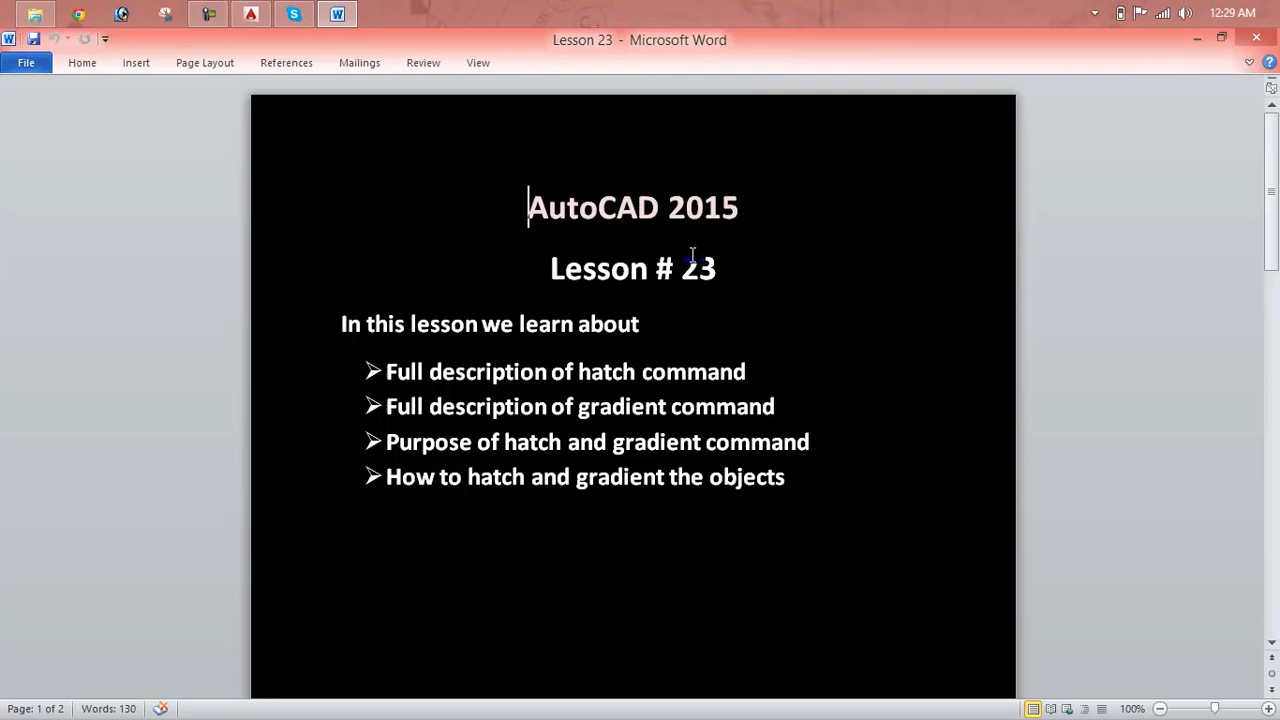 12:29 AM
Lesson 23 - Microsoft Word
File Home Insert Page Layout References Mailings Review View
AutoCAD 2015
Lesson # 23
In this lesson we learn about
Full description of hatch command
Full description of gradient command
Purpose of hatch and gradient command
How to hatch and gradient the objects
Page: 1 of 2 Words: 130 100%